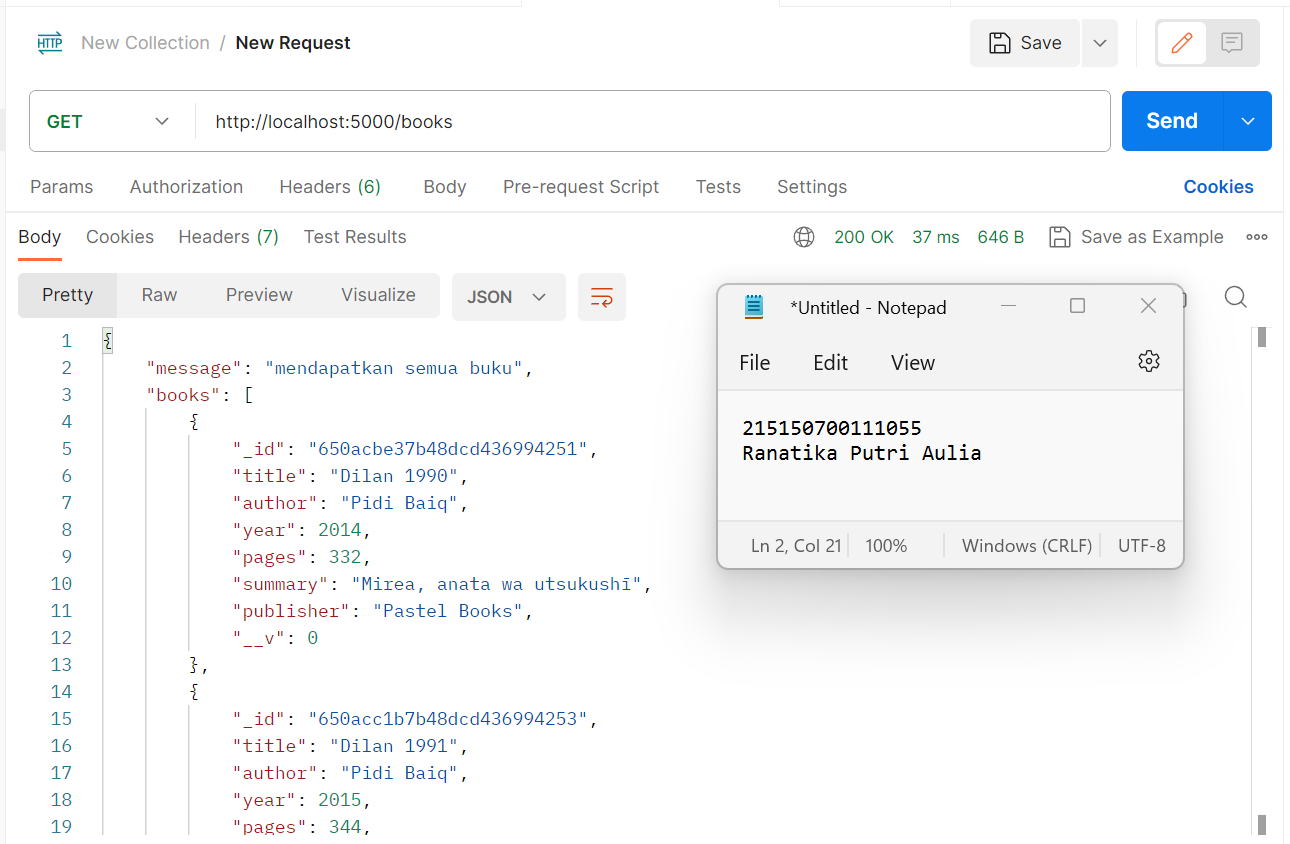 HTTP New Collection / New Request Save
GET http://localhost:5000/books Send
Params Authorization Headers (6) Body Pre-request Script Tests Settings Cookies
Body Cookies Headers (7) Test Results 200 OK 37 ms 646 B Save as Example
Pretty Raw Preview Visualize JSON
1 {
2 "message": "mendapatkan semua buku",
3 "books": [
4 {
5 "_id": "650acbe37b48dcd436994251",
6 "title": "Dilan 1990",
7 "author": "Pidi Baiq",
8 "year": 2014,
9 "pages": 332,
10 "summary": "Mirea, anata wa utsukushī",
11 "publisher": "Pastel Books",
12 "__v": 0
13 },
14 {
15 "_id": "650acc1b7b48dcd436994253",
16 "title": "Dilan 1991",
17 "author": "Pidi Baiq",
18 "year": 2015,
19 "pages": 344,
*Untitled - Notepad
File Edit View
215150700111055
Ranatika Putri Aulia
Ln 2, Col 21 100% Windows (CRLF) UTF-8